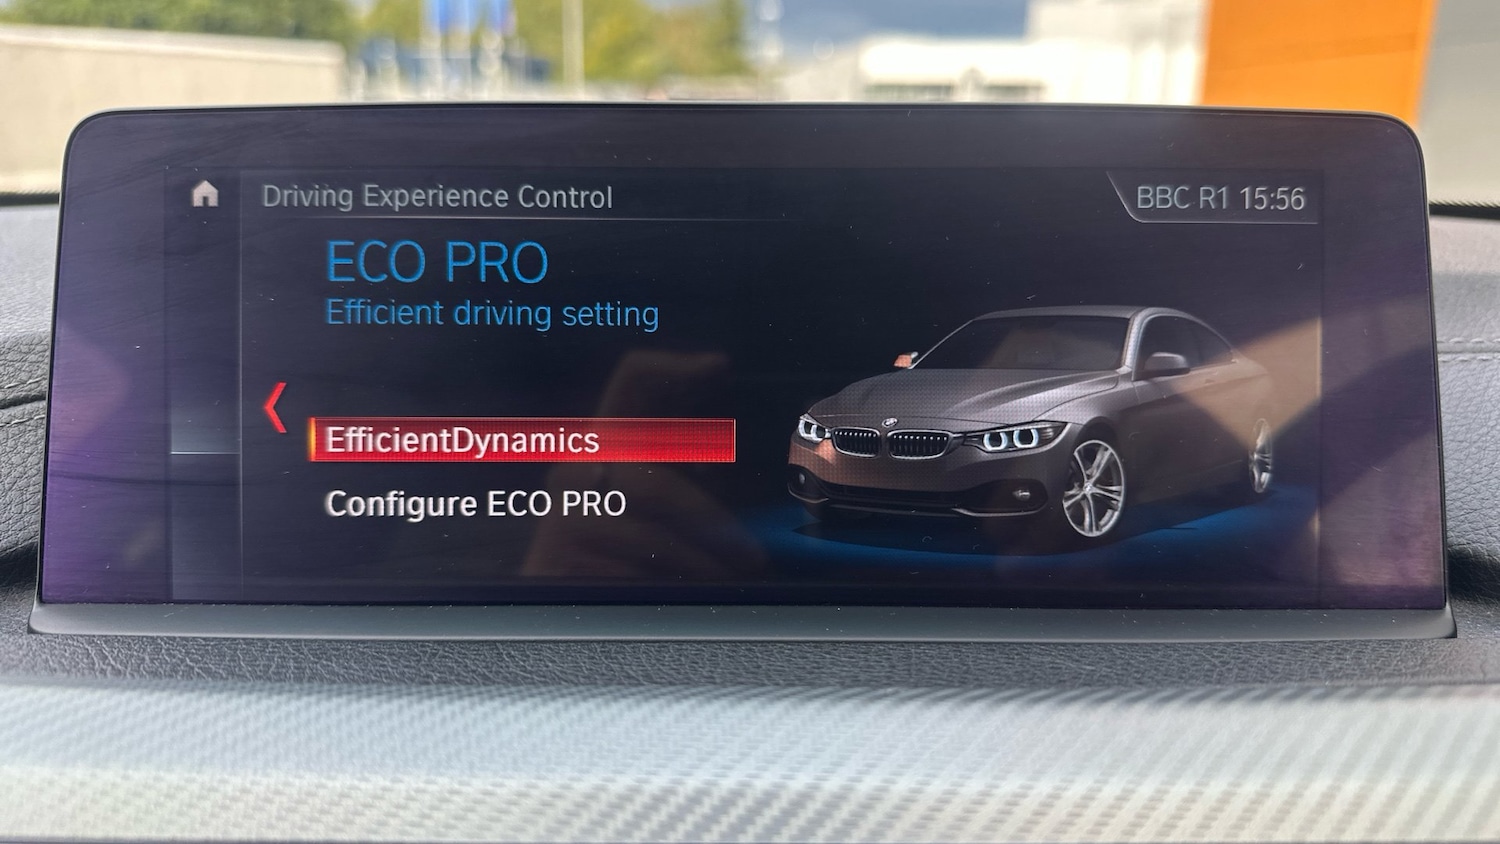 Driving Experience Control
BBC R1 15:56
ECO PRO
Efficient driving setting
EfficientDynamics
Configure ECO PRO